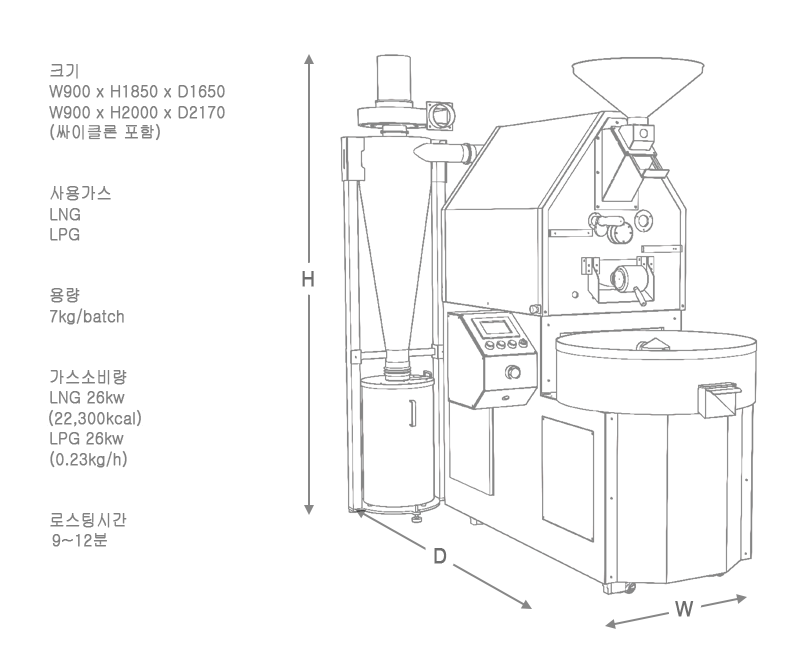 크기
W900 x H1850 x D1650
W900 x H2000 x D2170
(싸이클론 포함)
사용가스
LNG
LPG
용량
7kg/batch
가스소비량
LNG 26kw
(22,300kcal)
LPG 26kw
(0.23kg/h)
로스팅시간
9~12분
H
D
W